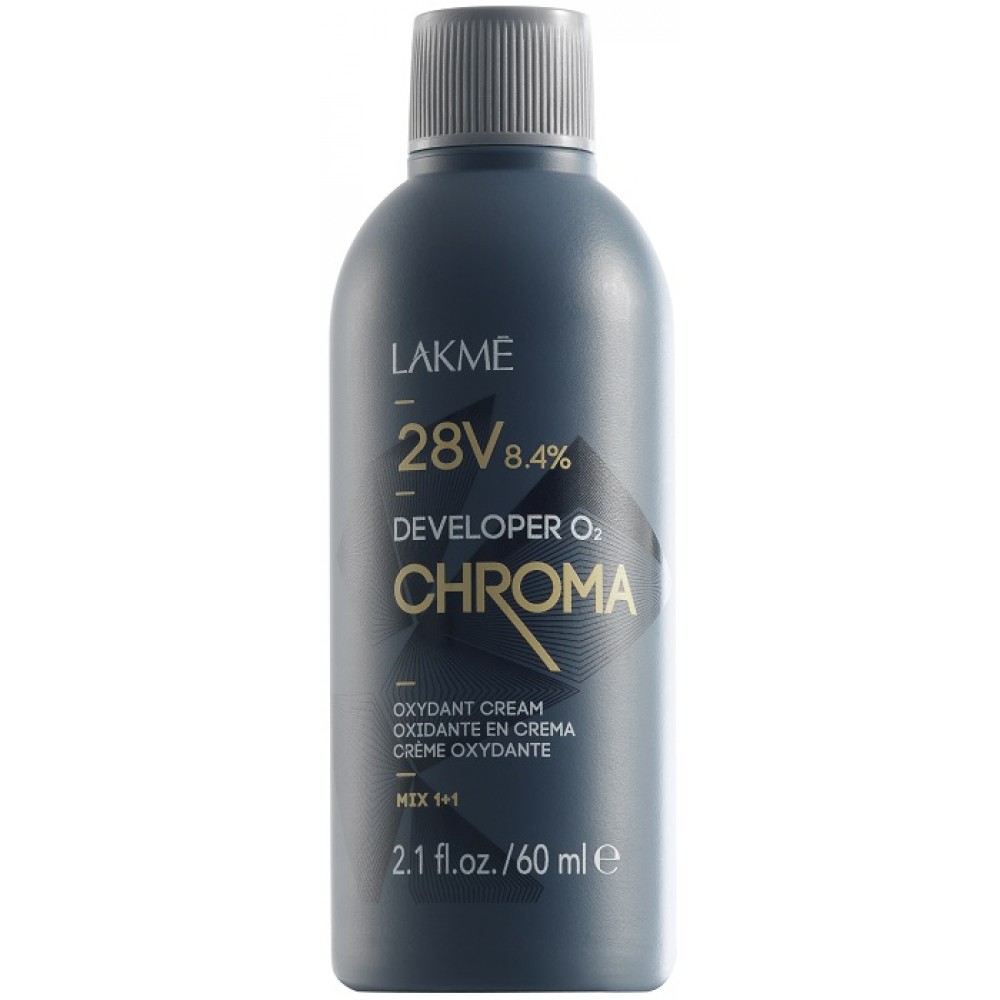 LAKMĒ
28V 8.4%
DEVELOPER O₂
CHROMA
OXYDANT CREAM
OXIDANTE EN CREMA
CRÈME OXYDANTE
MIX 1+1
2.1 fl.oz./60 ml ℮